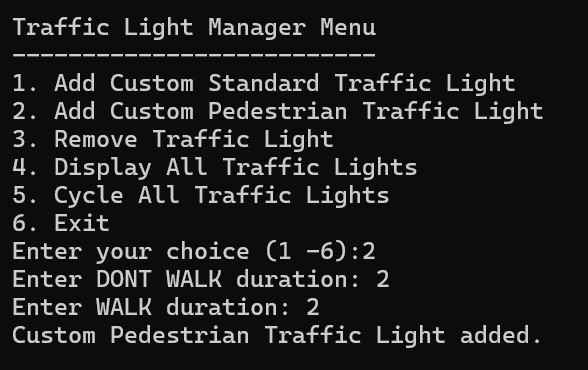 Traffic Light Manager Menu
--------------------------
1. Add Custom Standard Traffic Light
2. Add Custom Pedestrian Traffic Light
3. Remove Traffic Light
4. Display All Traffic Lights
5. Cycle All Traffic Lights
6. Exit
Enter your choice (1 -6):2
Enter DONT WALK duration: 2
Enter WALK duration: 2
Custom Pedestrian Traffic Light added.